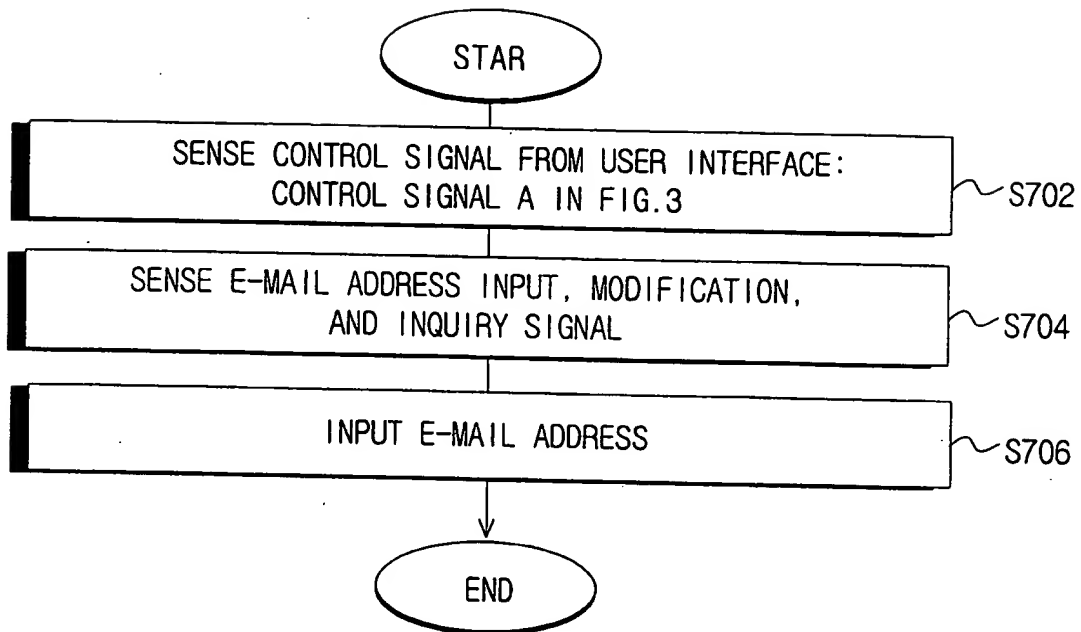 STAR
SENSE CONTROL SIGNAL FROM USER INTERFACE:
CONTROL SIGNAL A IN FIG.3
S702
SENSE E-MAIL ADDRESS INPUT, MODIFICATION,
AND INQUIRY SIGNAL
S704
INPUT E-MAIL ADDRESS
S706
END